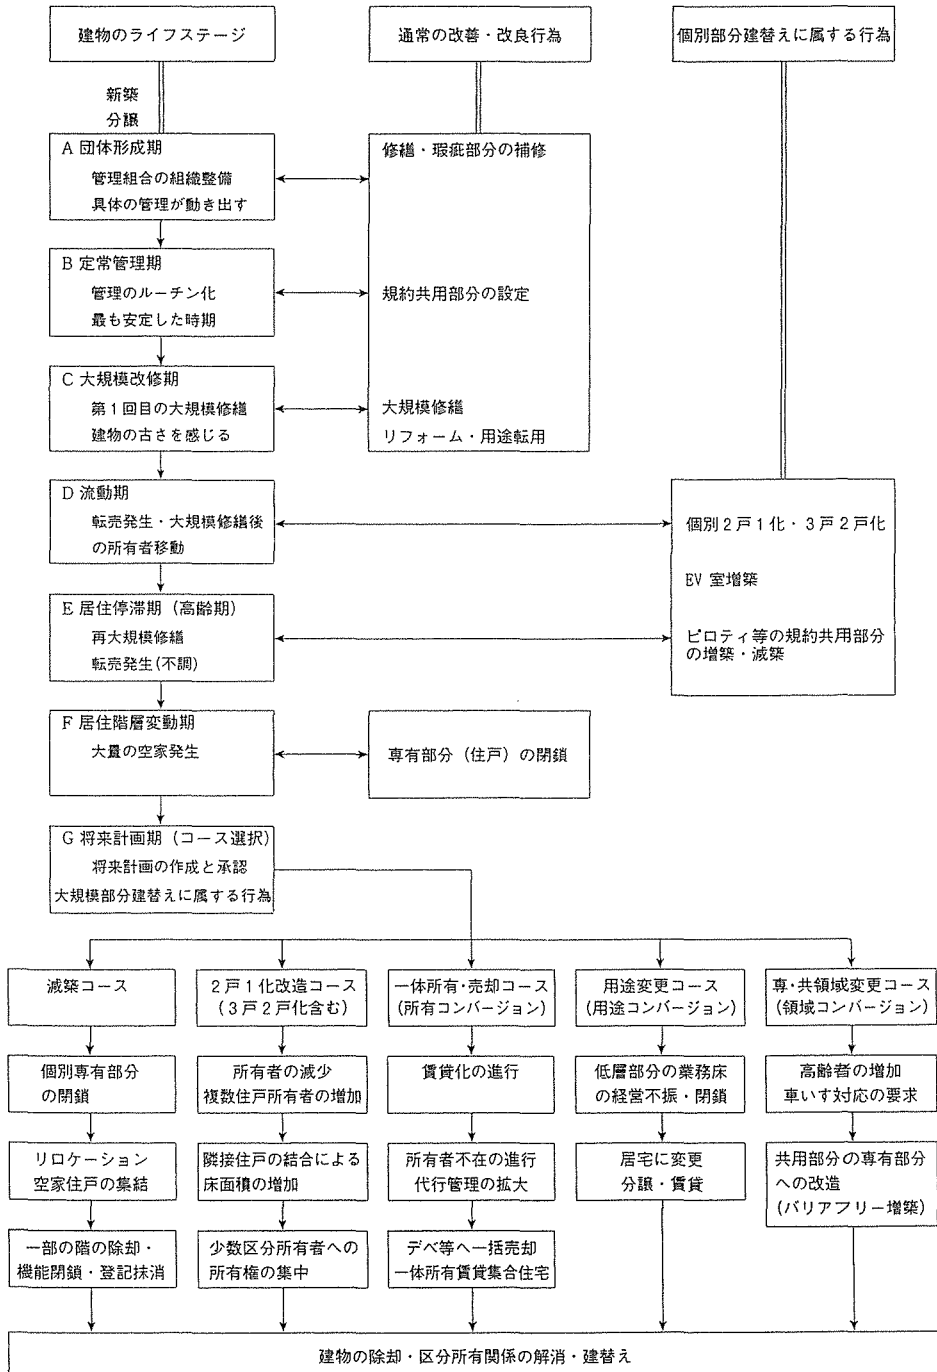 建物のライフステージ
通常の改善・改良行為
個別部分建替えに属する行為
新築
分譲
A 団体形成期
管理組合の組織整備
具体の管理が動き出す
修繕・瑕疵部分の補修
B 定常管理期
管理のルーチン化
最も安定した時期
規約共用部分の設定
C 大規模改修期
第1回目の大規模修繕
建物の古さを感じる
大規模修繕
リフォーム・用途転用
D 流動期
転売発生・大規模修繕後
の所有者移動
個別2戸1化・3戸2戸化
EV 室増築
E 居住停滞期（高齢期）
再大規模修繕
転売発生(不調)
ピロティ等の規約共用部分
の増築・減築
F 居住階層変動期
大量の空家発生
専有部分（住戸）の閉鎖
G 将来計画期（コース選択）
将来計画の作成と承認
大規模部分建替えに属する行為
減築コース
2戸1化改造コース
（3戸2戸化含む）
一体所有・売却コース
(所有コンバージョン)
用途変更コース
(用途コンバージョン)
専・共領域変更コース
(領域コンバージョン)
個別専有部分
の閉鎖
所有者の減少
複数住戸所有者の増加
賃貸化の進行
低層部分の業務床
の経営不振・閉鎖
高齢者の増加
車いす対応の要求
リロケーション
空家住戸の集結
隣接住戸の結合による
床面積の増加
所有者不在の進行
代行管理の拡大
居宅に変更
分譲・賃貸
共用部分の専有部分
への改造
(バリアフリー増築)
一部の階の除却・
機能閉鎖・登記抹消
少数区分所有者への
所有権の集中
デベ等へ一括売却
一体所有賃貸集合住宅
建物の除却・区分所有関係の解消・建替え